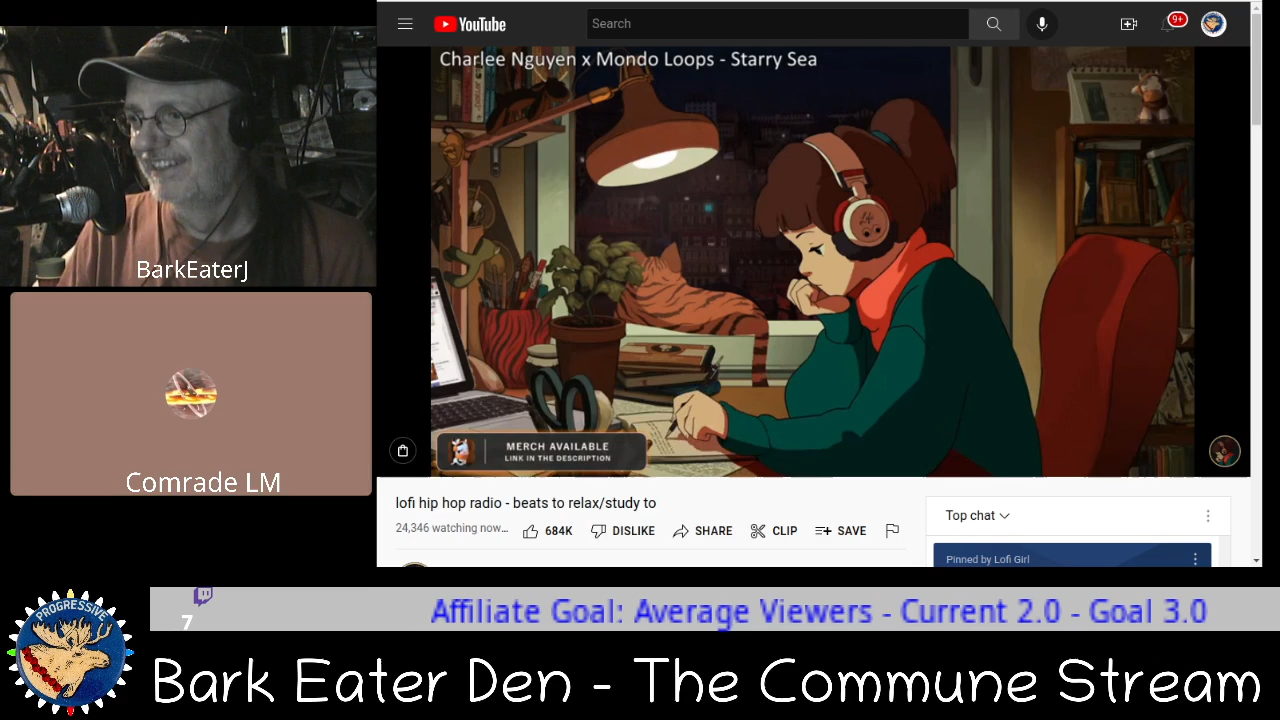 YouTube
Search
9+
Charlee Nguyen x Mondo Loops - Starry Sea
BarkEaterJ
Comrade LM
MERCH AVAILABLE
LINK IN THE DESCRIPTION
lofi hip hop radio - beats to relax/study to
24,346 watching now...
684K
DISLIKE
SHARE
CLIP
SAVE
Top chat
Pinned by Lofi Girl
7
Affiliate Goal: Average Viewers - Current 2.0 - Goal 3.0
PROGRESSIVE
Bark Eater Den - The Commune Stream